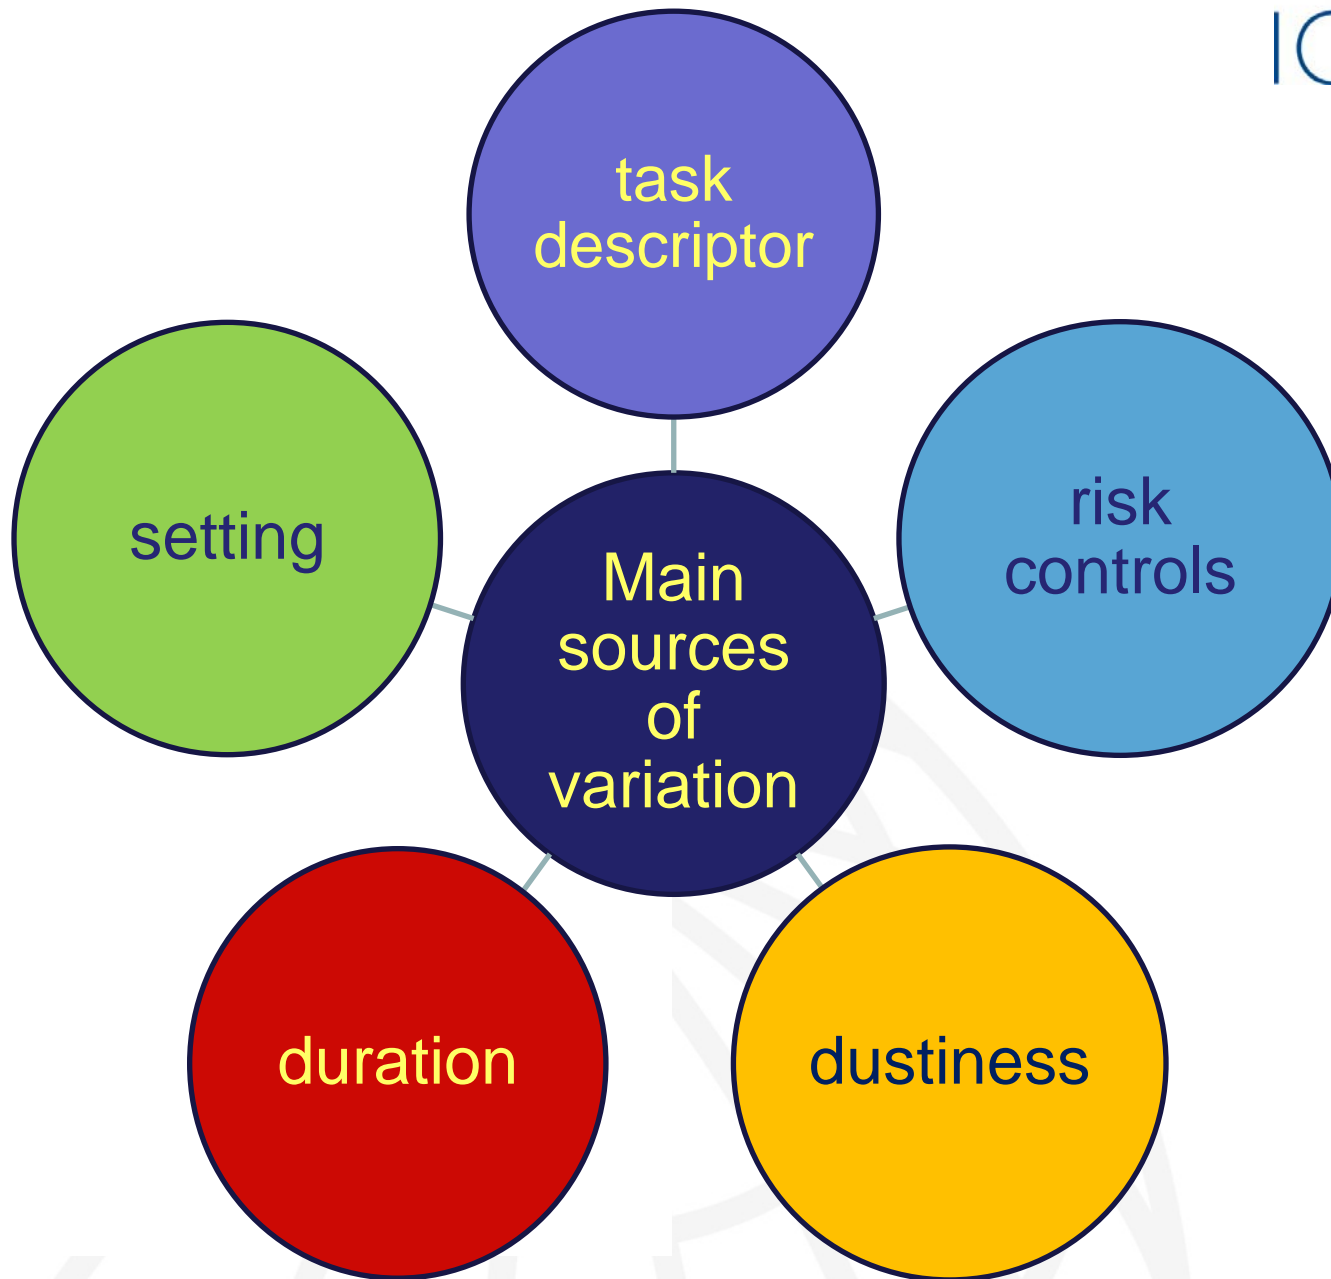 task
descriptor
risk
controls
setting
Main
sources
of
variation
duration
dustiness